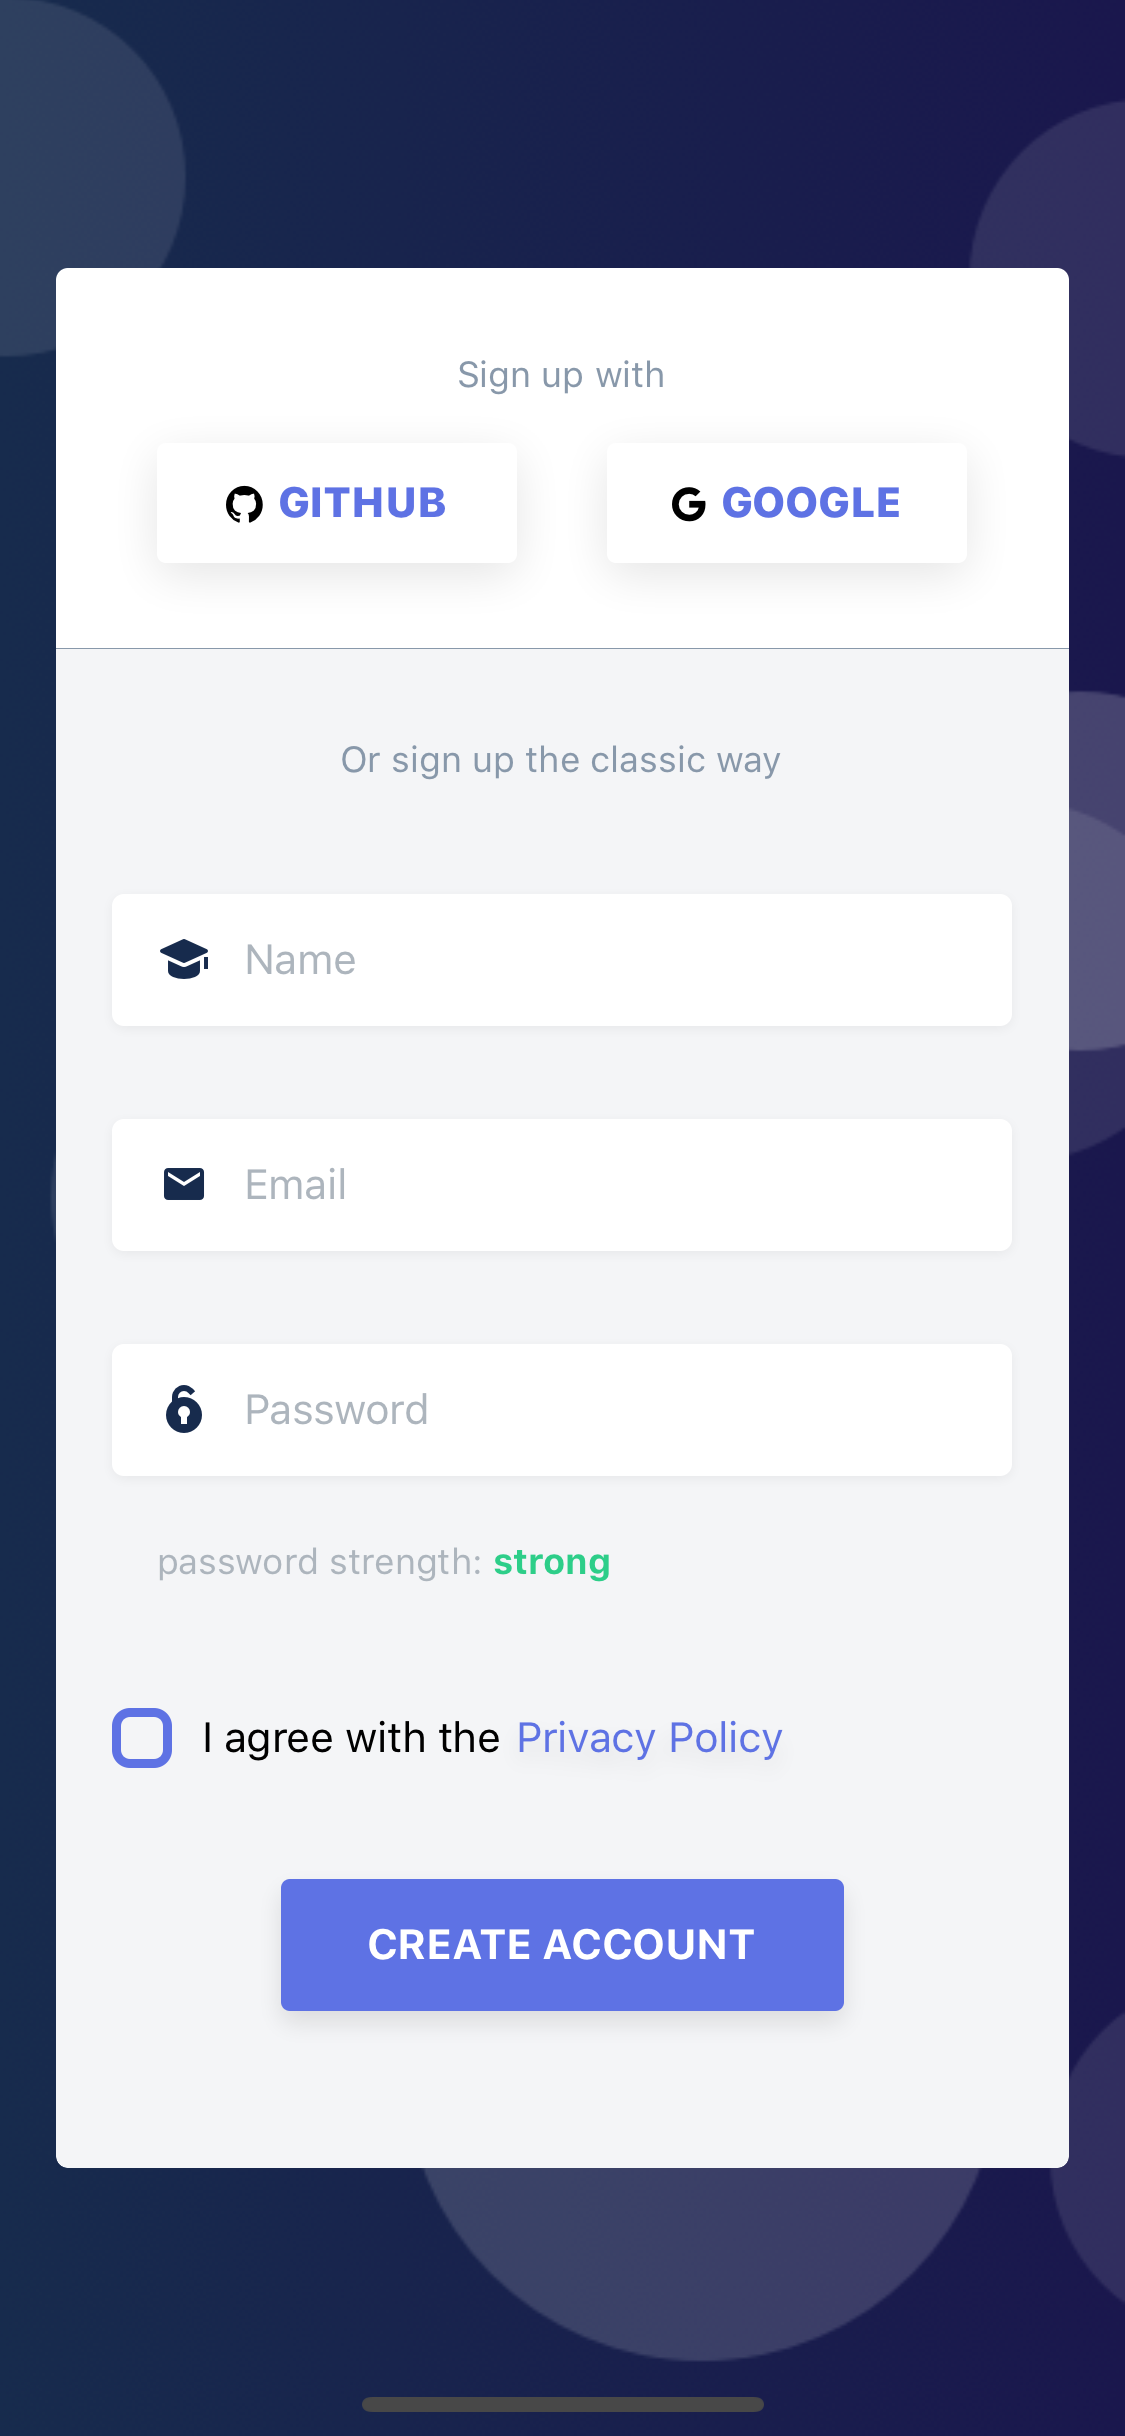 Sign up with
GITHUB
GOOGLE
Or sign up the classic way
Name
Email
Password
password strength: strong
I agree with the Privacy Policy
CREATE ACCOUNT